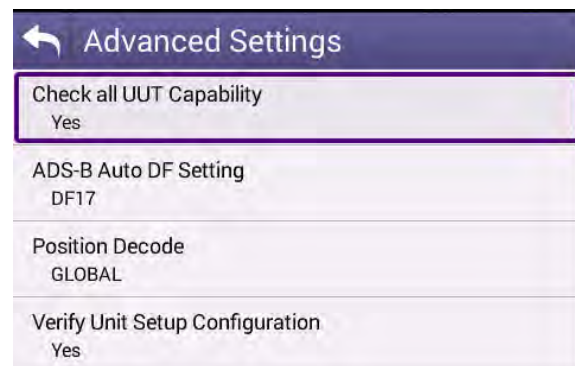 Advanced Settings
Check all UUT Capability
Yes
ADS-B Auto DF Setting
DF17
Position Decode
GLOBAL
Verify Unit Setup Configuration
Yes